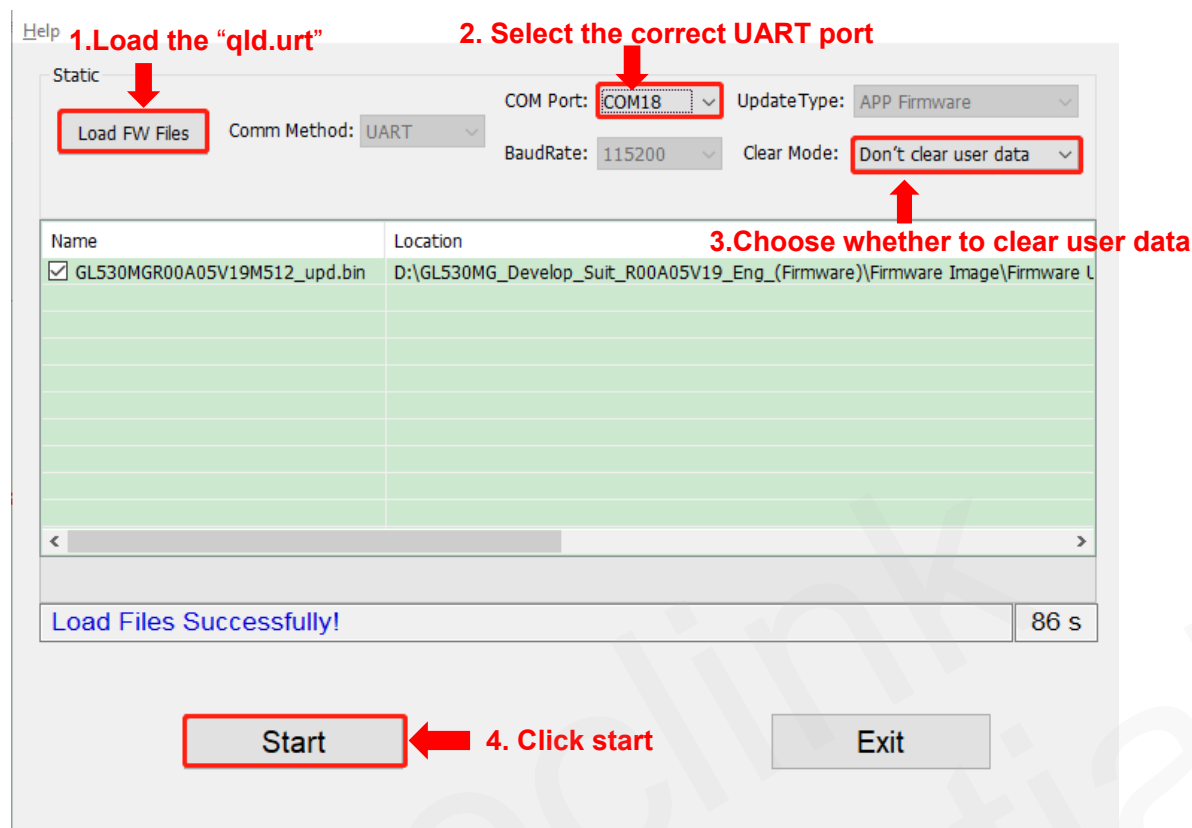 Help
1.Load the “qld.urt”
2. Select the correct UART port
Static
Load FW Files
Comm Method: UART
COM Port: COM18
UpdateType: APP Firmware
BaudRate: 115200
Clear Mode: Don't clear user data
3.Choose whether to clear user data
Name Location
GL530MGR00A05V19M512_upd.bin D:\GL530MG_Develop_Suit_R00A05V19_Eng_(Firmware)\Firmware Image\Firmware U
Load Files Successfully! 86 s
Start
4. Click start
Exit